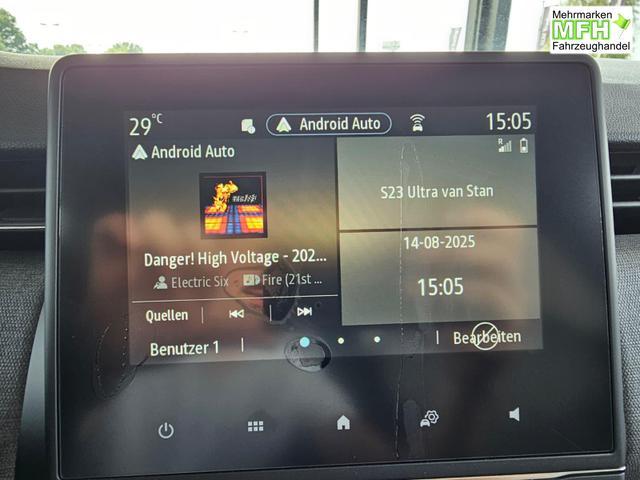 Mehrmarken
MFH
Fahrzeughandel
29°C
Android Auto
15:05
Android Auto
R
S23 Ultra van Stan
Danger! High Voltage - 202...
Electric Six
Fire (21st ...
14-08-2025
15:05
Quellen
Benutzer 1
Bearbeiten